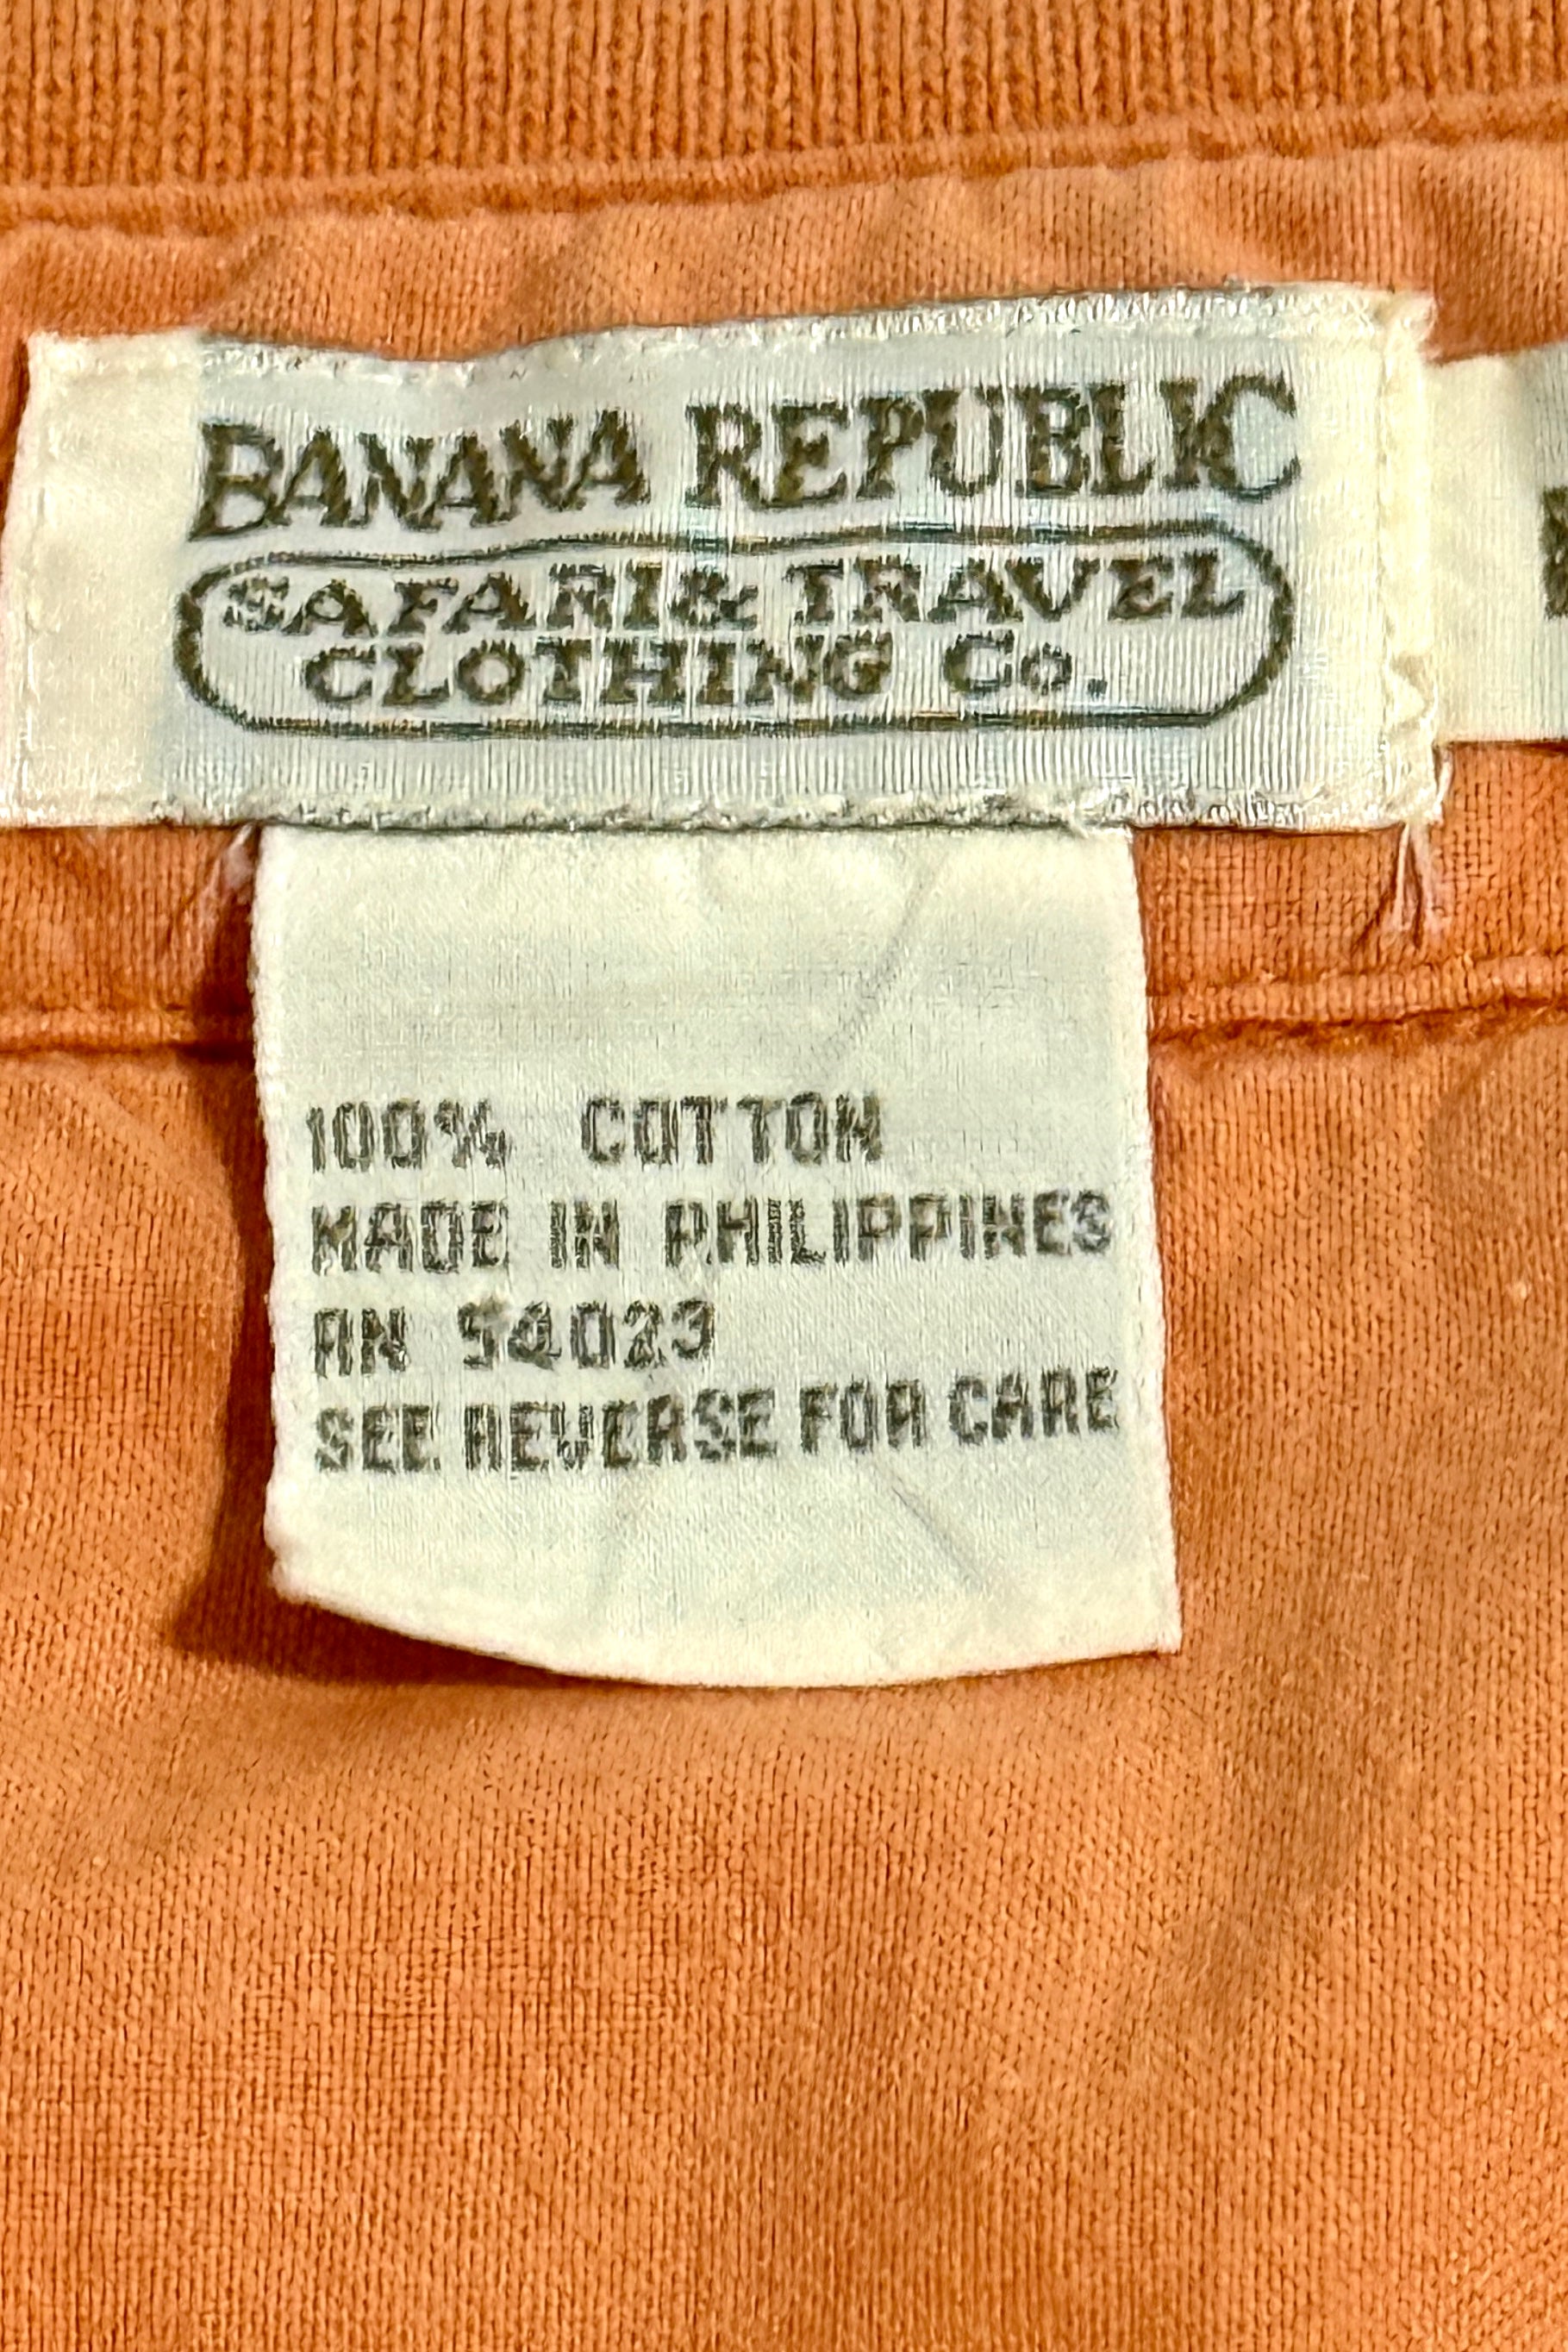 BANANA REPUBLIC
SAFARI & TRAVEL
CLOTHING Co.
100% COTTON
MADE IN PHILIPPINES
RN 54023
SEE REVERSE FOR CARE